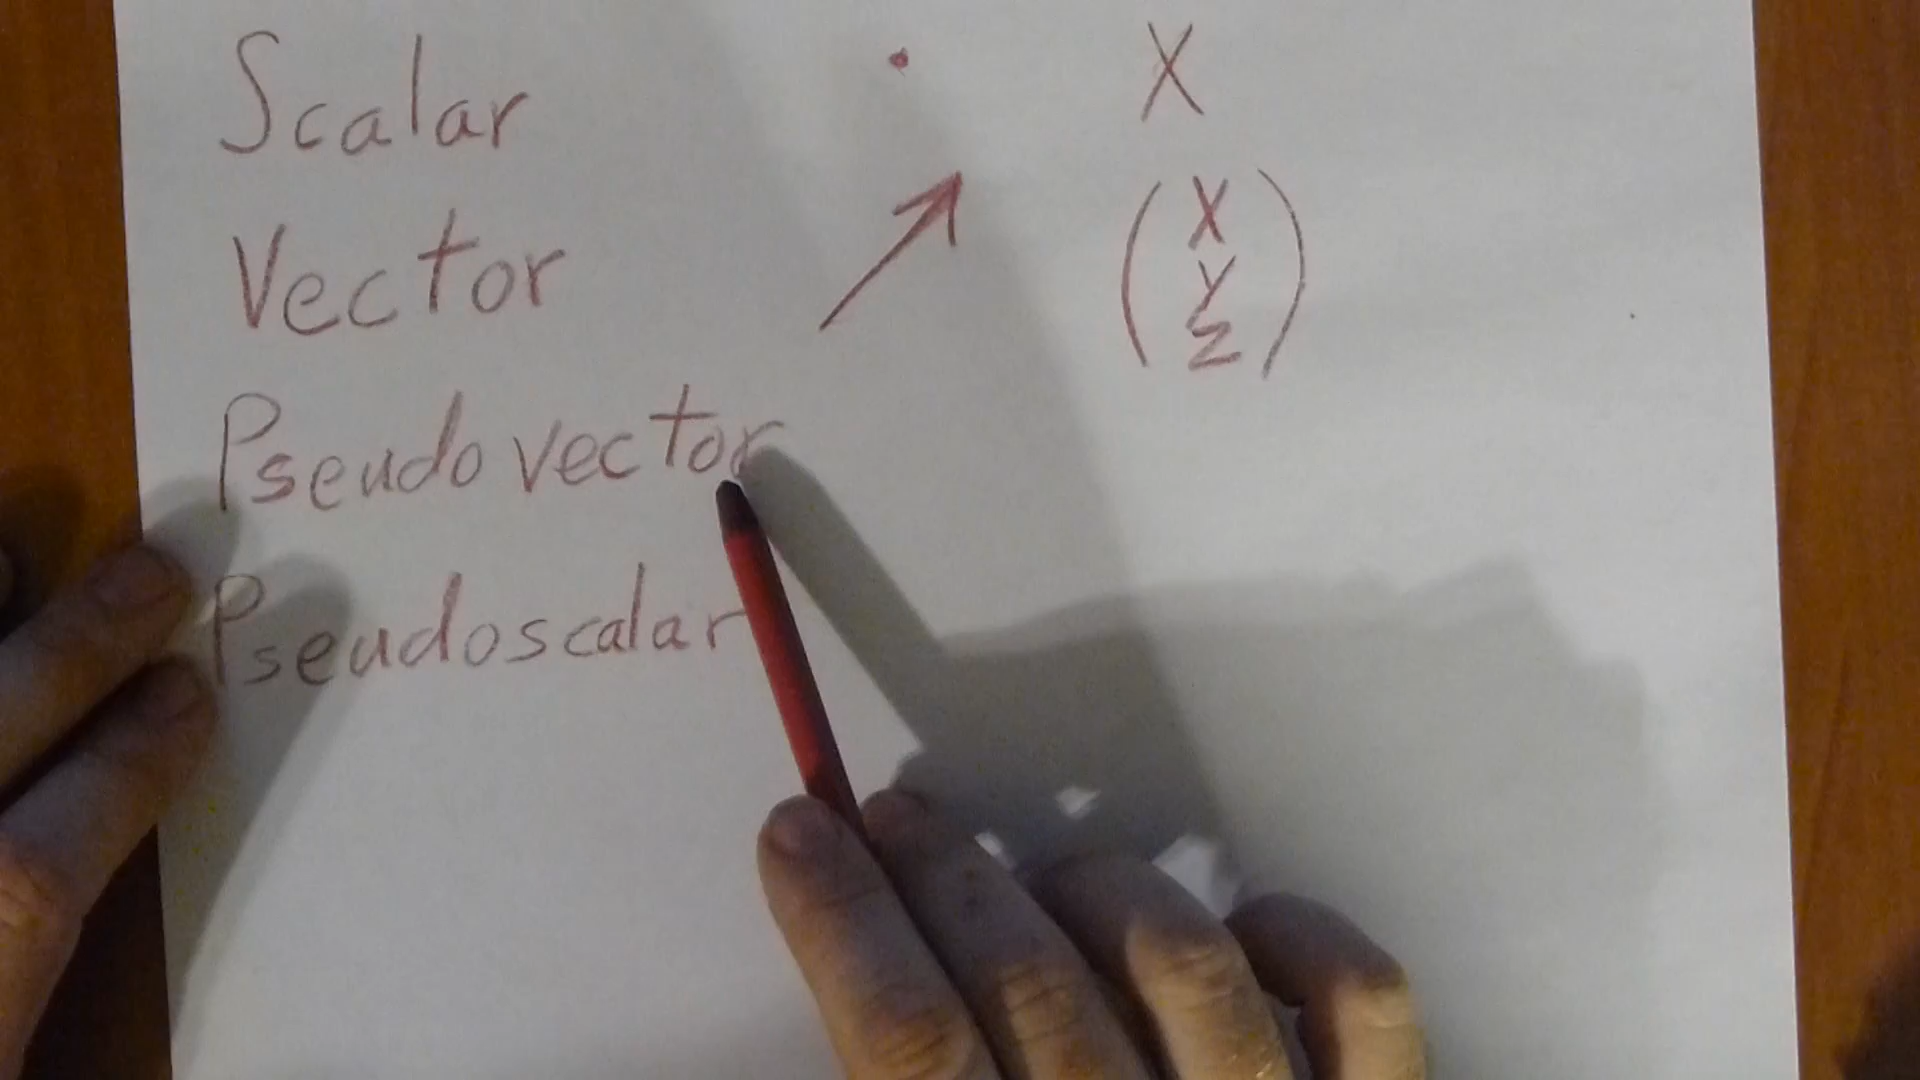 Scalar X
Vector ( X
y
z )
Pseudovector
Pseudoscalar